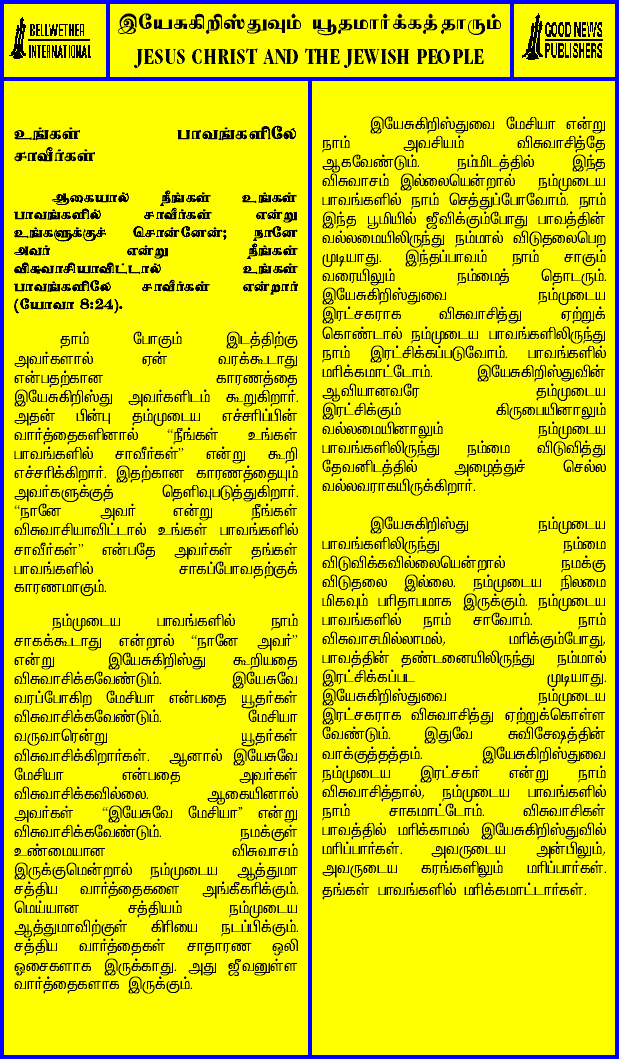 BELLWETHER
INTERNATIONAL
இயேசுகிறிஸ்துவும் யூதமார்க்கத்தாரும்
JESUS CHRIST AND THE JEWISH PEOPLE
GOOD NEWS
PUBLISHERS
உங்கள் பாவங்களிலே
சாவீர்கள்
ஆகையால் நீங்கள் உங்கள்
பாவங்களில் சாவீர்கள் என்று
உங்களுக்குச் சொன்னேன்; நானே
அவர் என்று நீங்கள்
விசுவாசியாவிட்டால் உங்கள்
பாவங்களிலே சாவீர்கள் என்றார்
(யோவா 8:24).
தாம் போகும் இடத்திற்கு
அவர்களால் ஏன் வரக்கூடாது
என்பதற்கான காரணத்தை
இயேசுகிறிஸ்து அவர்களிடம் கூறுகிறார்.
அதன் பின்பு தம்முடைய எச்சரிப்பின்
வார்த்தைகளினால் “நீங்கள் உங்கள்
பாவங்களில் சாவீர்கள்” என்று கூறி
எச்சரிக்கிறார். இதற்கான காரணத்தையும்
அவர்களுக்குத் தெளிவுபடுத்துகிறார்.
“நானே அவர் என்று நீங்கள்
விசுவாசியாவிட்டால் உங்கள் பாவங்களில்
சாவீர்கள்” என்பதே அவர்கள் தங்கள்
பாவங்களில் சாகப்போவதற்குக்
காரணமாகும்.
நம்முடைய பாவங்களில் நாம்
சாகக்கூடாது என்றால் “நானே அவர்”
என்று இயேசுகிறிஸ்து கூறியதை
விசுவாசிக்கவேண்டும். இயேசுவே
வரப்போகிற மேசியா என்பதை யூதர்கள்
விசுவாசிக்கவேண்டும். மேசியா
வருவாரென்று யூதர்கள்
விசுவாசிக்கிறார்கள். ஆனால் இயேசுவே
மேசியா என்பதை அவர்கள்
விசுவாசிக்கவில்லை. ஆகையினால்
அவர்கள் “இயேசுவே மேசியா” என்று
விசுவாசிக்கவேண்டும். நமக்குள்
உண்மையான விசுவாசம்
இருக்குமென்றால் நம்முடைய ஆத்துமா
சத்திய வார்த்தைகளை அங்கீகரிக்கும்.
மெய்யான சத்தியம் நம்முடைய
ஆத்துமாவிற்குள் கிரியை நடப்பிக்கும்.
சத்திய வார்த்தைகள் சாதாரண ஒலி
ஓசைகளாக இருக்காது. அது ஜீவனுள்ள
வார்த்தைகளாக இருக்கும்.
இயேசுகிறிஸ்துவை மேசியா என்று
நாம் அவசியம் விசுவாசித்தே
ஆகவேண்டும். நம்மிடத்தில் இந்த
விசுவாசம் இல்லையென்றால் நம்முடைய
பாவங்களில் நாம் செத்துப்போவோம். நாம்
இந்த பூமியில் ஜீவிக்கும்போது பாவத்தின்
வல்லமையிலிருந்து நம்மால் விடுதலைபெற
முடியாது. இந்தப்பாவம் நாம் சாகும்
வரையிலும் நம்மைத் தொடரும்.
இயேசுகிறிஸ்துவை நம்முடைய
இரட்சகராக விசுவாசித்து ஏற்றுக்
கொண்டால் நம்முடைய பாவங்களிலிருந்து
நாம் இரட்சிக்கப்படுவோம். பாவங்களில்
மரிக்கமாட்டோம். இயேசுகிறிஸ்துவின்
ஆவியானவரே தம்முடைய
இரட்சிக்கும் கிருபையினாலும்
வல்லமையினாலும் நம்முடைய
பாவங்களிலிருந்து நம்மை விடுவித்து
தேவனிடத்தில் அழைத்துச் செல்ல
வல்லவராகயிருக்கிறார்.
இயேசுகிறிஸ்து நம்முடைய
பாவங்களிலிருந்து நம்மை
விடுவிக்கவில்லையென்றால் நமக்கு
விடுதலை இல்லை. நம்முடைய நிலமை
மிகவும் பரிதாபமாக இருக்கும். நம்முடைய
பாவங்களில் நாம் சாவோம். நாம்
விசுவாசமில்லாமல், மரிக்கும்போது,
பாவத்தின் தண்டனையிலிருந்து நம்மால்
இரட்சிக்கப்பட முடியாது.
இயேசுகிறிஸ்துவை நம்முடைய
இரட்சகராக விசுவாசித்து ஏற்றுக்கொள்ள
வேண்டும். இதுவே சுவிசேஷத்தின்
வாக்குத்தத்தம். இயேசுகிறிஸ்துவை
நம்முடைய இரட்சகர் என்று நாம்
விசுவாசித்தால், நம்முடைய பாவங்களில்
நாம் சாகமாட்டோம். விசுவாசிகள்
பாவத்தில் மரிக்காமல் இயேசுகிறிஸ்துவில்
மரிப்பார்கள். அவருடைய அன்பிலும்,
அவருடைய கரங்களிலும் மரிப்பார்கள்.
தங்கள் பாவங்களில் மரிக்கமாட்டார்கள்.